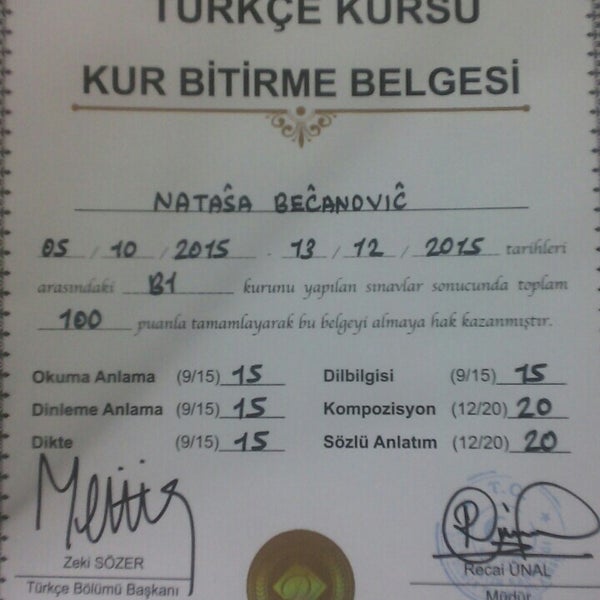 TÜRKÇE KURSU
KUR BİTİRME BELGESİ
NATAŜA BEĈANOVIĈ
05 / 10 / 2015 - 13 / 12 / 2015 tarihleri
arasındaki B1 kurunu yapılan sınavlar sonucunda toplam
100 puanla tamamlayarak bu belgeyi almaya hak kazanmıştır.
Okuma Anlama (9/15) 15 Dilbilgisi (9/15) 15
Dinleme Anlama (9/15) 15 Kompozisyon (12/20) 20
Dikte (9/15) 15 Sözlü Anlatım (12/20) 20
Zeki SÖZER Recai ÜNAL
Türkçe Bölümü Başkanı Müdür